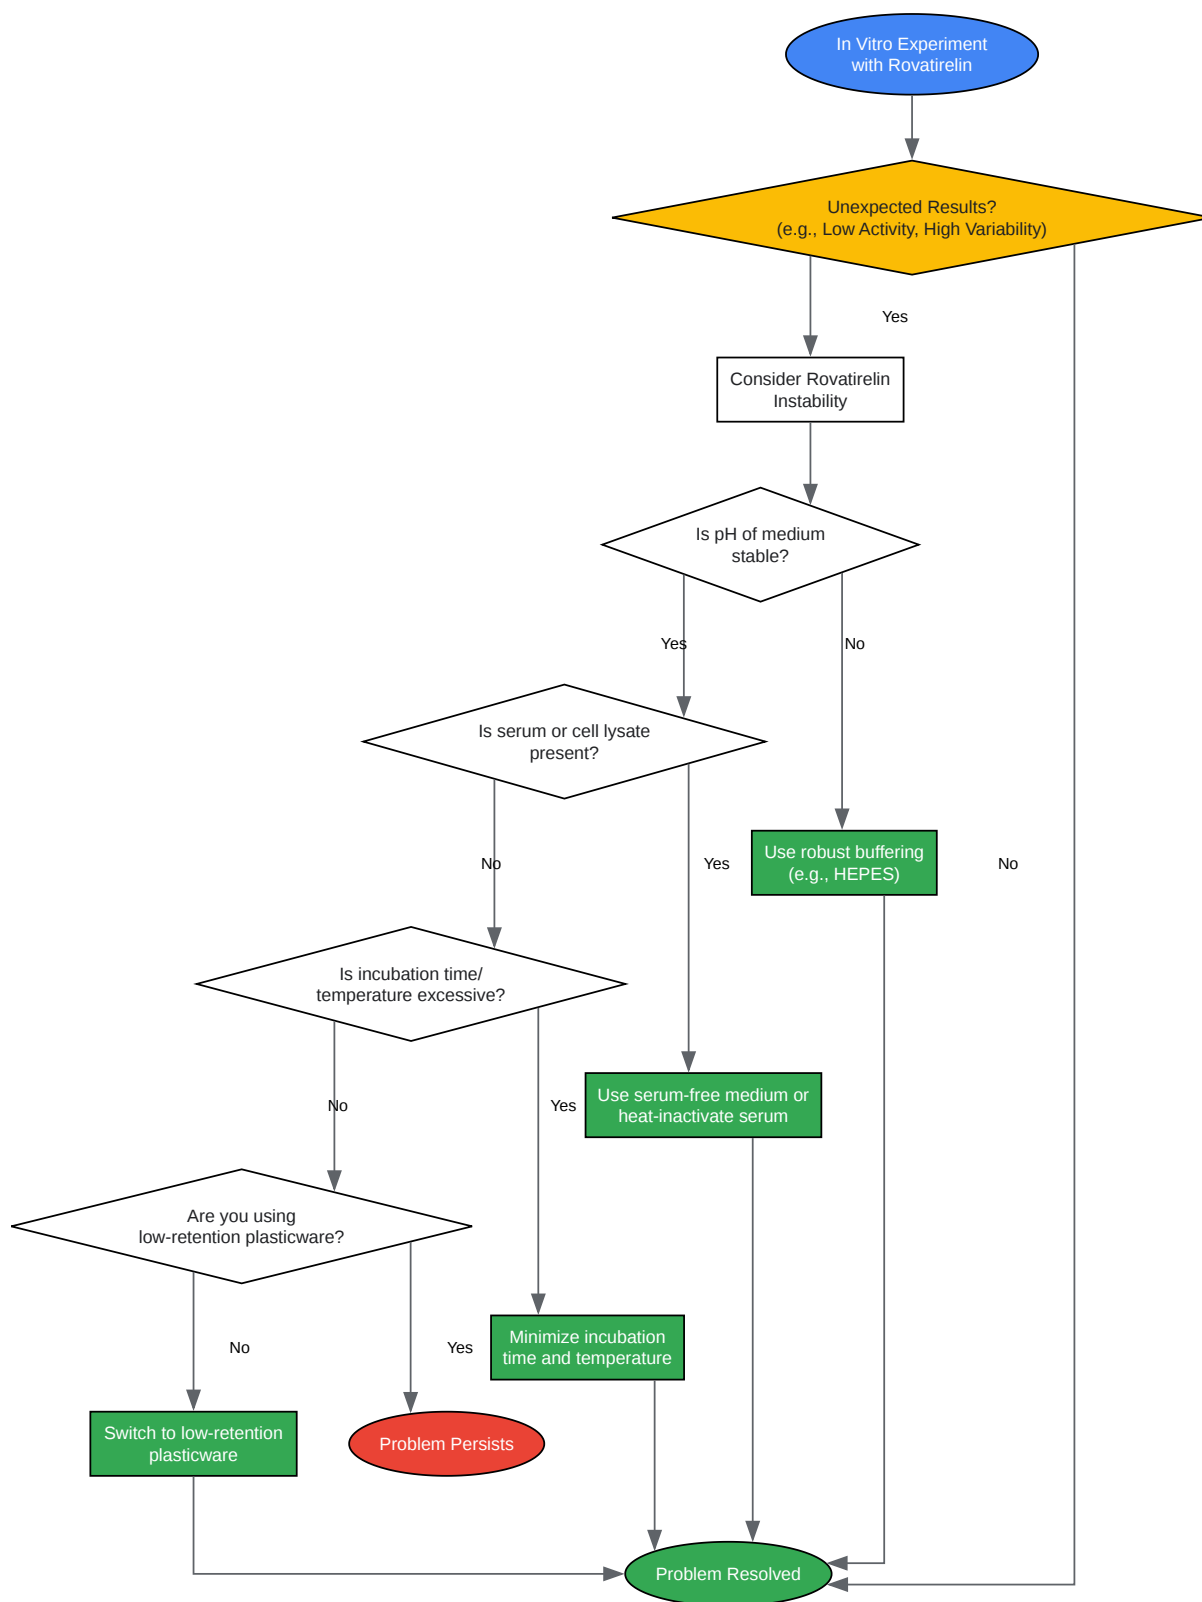 In Vitro Experiment
with Rovatirelin
Unexpected Results?
(e.g., Low Activity, High Variability)
Yes
Consider Rovatirelin
Instability
Is pH of medium
stable?
Yes
No
Is serum or cell lysate
present?
No
Yes
Use robust buffering
(e.g., HEPES)
No
Is incubation time/
temperature excessive?
No
Yes
Use serum-free medium or
heat-inactivate serum
Are you using
low-retention plasticware?
No
Yes
Minimize incubation
time and temperature
Switch to low-retention
plasticware
Problem Persists
Problem Resolved